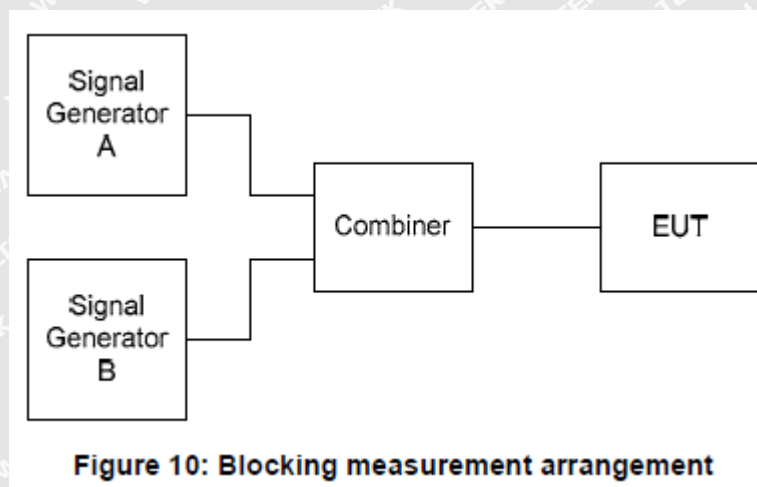 Signal
Generator
A
Combiner
EUT
Signal
Generator
B
Figure 10: Blocking measurement arrangement